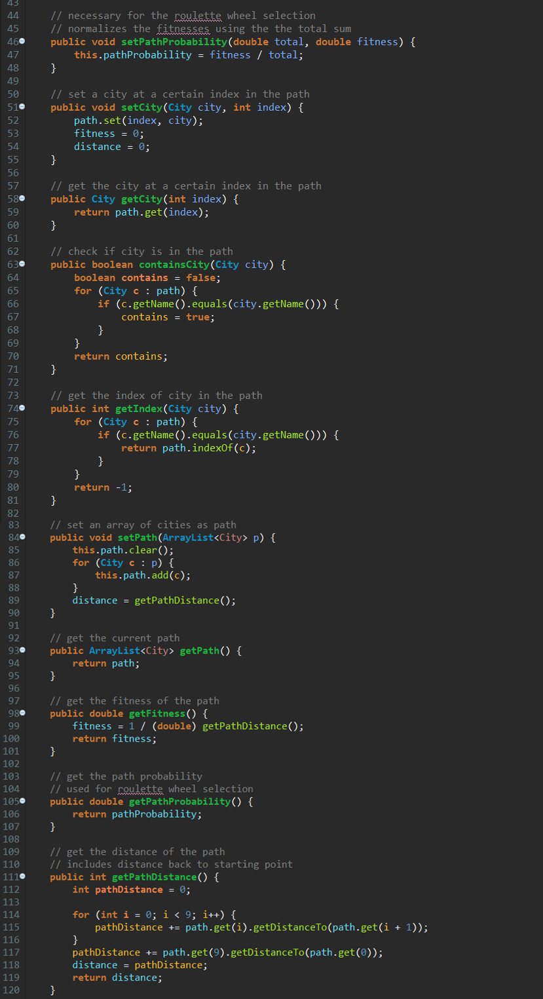 43
44 // necessary for the roulette wheel selection
45 // normalizes the fitnesses using the the total sum
46 public void setPathProbability(double total, double fitness) {
47 this.pathProbability = fitness / total;
48 }
49
50 // set a city at a certain index in the path
51 public void setCity(City city, int index) {
52 path.set(index, city);
53 fitness = 0;
54 distance = 0;
55 }
56
57 // get the city at a certain index in the path
58 public City getCity(int index) {
59 return path.get(index);
60 }
61
62 // check if city is in the path
63 public boolean containsCity(City city) {
64 boolean contains = false;
65 for (City c : path) {
66 if (c.getName().equals(city.getName())) {
67 contains = true;
68 }
69 }
70 return contains;
71 }
72
73 // get the index of city in the path
74 public int getIndex(City city) {
75 for (City c : path) {
76 if (c.getName().equals(city.getName())) {
77 return path.indexOf(c);
78 }
79 }
80 return -1;
81 }
82
83 // set an array of cities as path
84 public void setPath(ArrayList<City> p) {
85 this.path.clear();
86 for (City c : p) {
87 this.path.add(c);
88 }
89 distance = getPathDistance();
90 }
91
92 // get the current path
93 public ArrayList<City> getPath() {
94 return path;
95 }
96
97 // get the fitness of the path
98 public double getFitness() {
99 fitness = 1 / (double) getPathDistance();
100 return fitness;
101 }
102
103 // get the path probability
104 // used for roulette wheel selection
105 public double getPathProbability() {
106 return pathProbability;
107 }
108
109 // get the distance of the path
110 // includes distance back to starting point
111 public int getPathDistance() {
112 int pathDistance = 0;
113
114 for (int i = 0; i < 9; i++) {
115 pathDistance += path.get(i).getDistanceTo(path.get(i + 1));
116 }
117 pathDistance += path.get(9).getDistanceTo(path.get(0));
118 distance = pathDistance;
119 return distance;
120 }